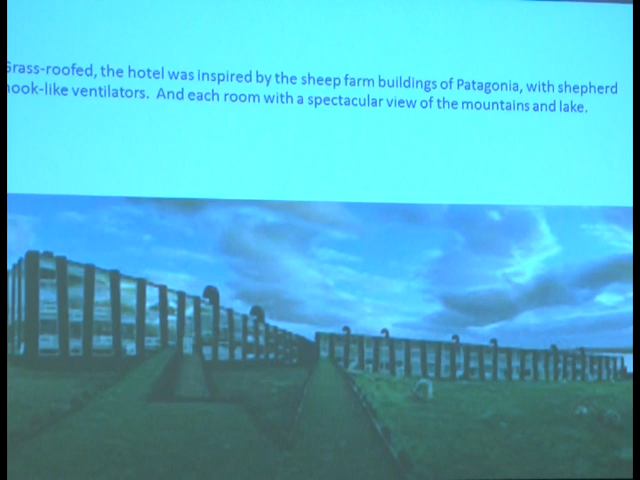 Grass-roofed, the hotel was inspired by the sheep farm buildings of Patagonia, with shepherd
hook-like ventilators. And each room with a spectacular view of the mountains and lake.